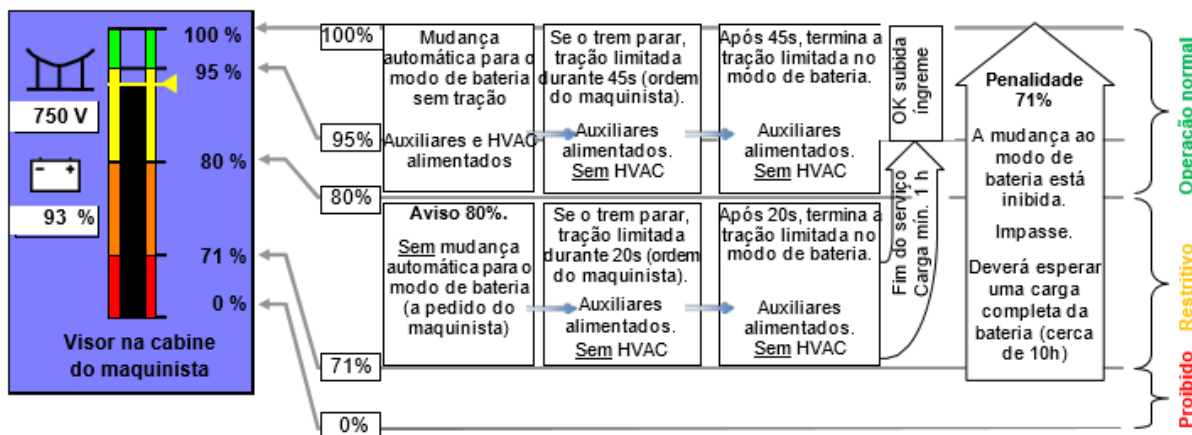 100 %
95 %
750 V
80 %
93 %
71 %
0 %
Visor na cabine
do maquinista
100%
95%
80%
71%
0%
Mudança
automática para o
modo de bateria
sem tração
Auxiliares e HVAC
alimentados
Se o trem parar,
tração limitada
durante 45s (ordem
do maquinista).
Auxiliares
alimentados.
Sem HVAC
Após 45s, termina a
tração limitada no
modo de bateria.
Auxiliares
alimentados.
Sem HVAC
Aviso 80%.
Sem mudança
automática para o
modo de bateria
(a pedido do
maquinista)
Se o trem parar,
tração limitada
durante 20s (ordem
do maquinista).
Auxiliares
alimentados.
Sem HVAC
Após 20s, termina a
tração limitada no
modo de bateria.
Auxiliares
alimentados.
Sem HVAC
OK subida
íngreme
Fim do serviço
Carga mín. 1 h
Penalidade
71%
A mudança ao
modo de
bateria está
inibida.
Impasse.
Deverá esperar
uma carga
completa da
bateria (cerca
de 10h)
Operação normal
Restritivo
Proibido